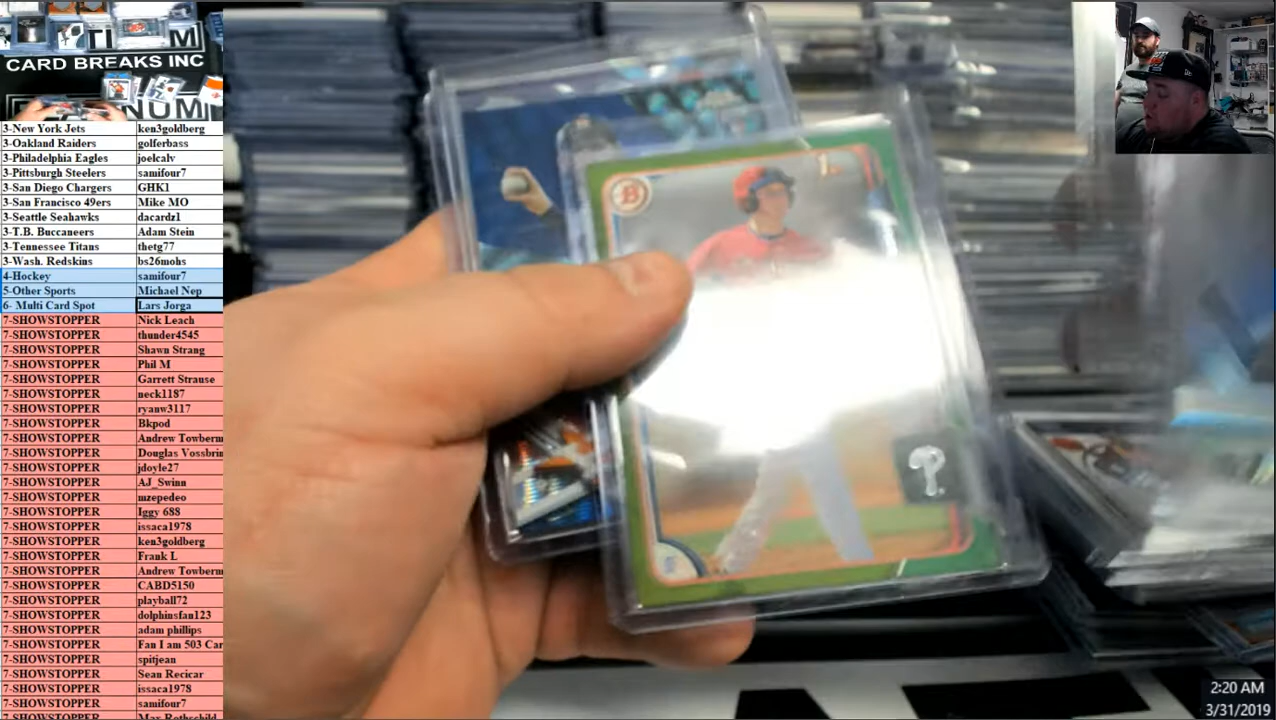 CARD BREAKS INC
NUM
3-New York Jets ken3goldberg
3-Oakland Raiders golferbass
3-Philadelphia Eagles joelcalv
3-Pittsburgh Steelers samifour7
3-San Diego Chargers GHK1
3-San Francisco 49ers Mike MO
3-Seattle Seahawks dacardz1
3-T.B. Buccaneers Adam Stein
3-Tennessee Titans thetg77
3-Wash. Redskins bs26mohs
4-Hockey samifour7
5-Other Sports Michael Nep
6- Multi Card Spot Lars Jorga
7-SHOWSTOPPER Nick Leach
7-SHOWSTOPPER thunder4545
7-SHOWSTOPPER Shawn Strang
7-SHOWSTOPPER Phil M
7-SHOWSTOPPER Garrett Strause
7-SHOWSTOPPER neck1187
7-SHOWSTOPPER ryanw3117
7-SHOWSTOPPER Bkpod
7-SHOWSTOPPER Andrew Towberm
7-SHOWSTOPPER Douglas Vossbrin
7-SHOWSTOPPER jdoyle27
7-SHOWSTOPPER AJ_Swinn
7-SHOWSTOPPER mzepedeo
7-SHOWSTOPPER Iggy 688
7-SHOWSTOPPER issaca1978
7-SHOWSTOPPER ken3goldberg
7-SHOWSTOPPER Frank L
7-SHOWSTOPPER Andrew Towberm
7-SHOWSTOPPER CABD5150
7-SHOWSTOPPER playball72
7-SHOWSTOPPER dolphinsfan123
7-SHOWSTOPPER adam phillips
7-SHOWSTOPPER Fan I am 503 Car
7-SHOWSTOPPER spitjean
7-SHOWSTOPPER Sean Recicar
7-SHOWSTOPPER issaca1978
7-SHOWSTOPPER samifour7
7-SHOWSTOPPER Max Rothschild
B
P
2:20 AM
3/31/2019